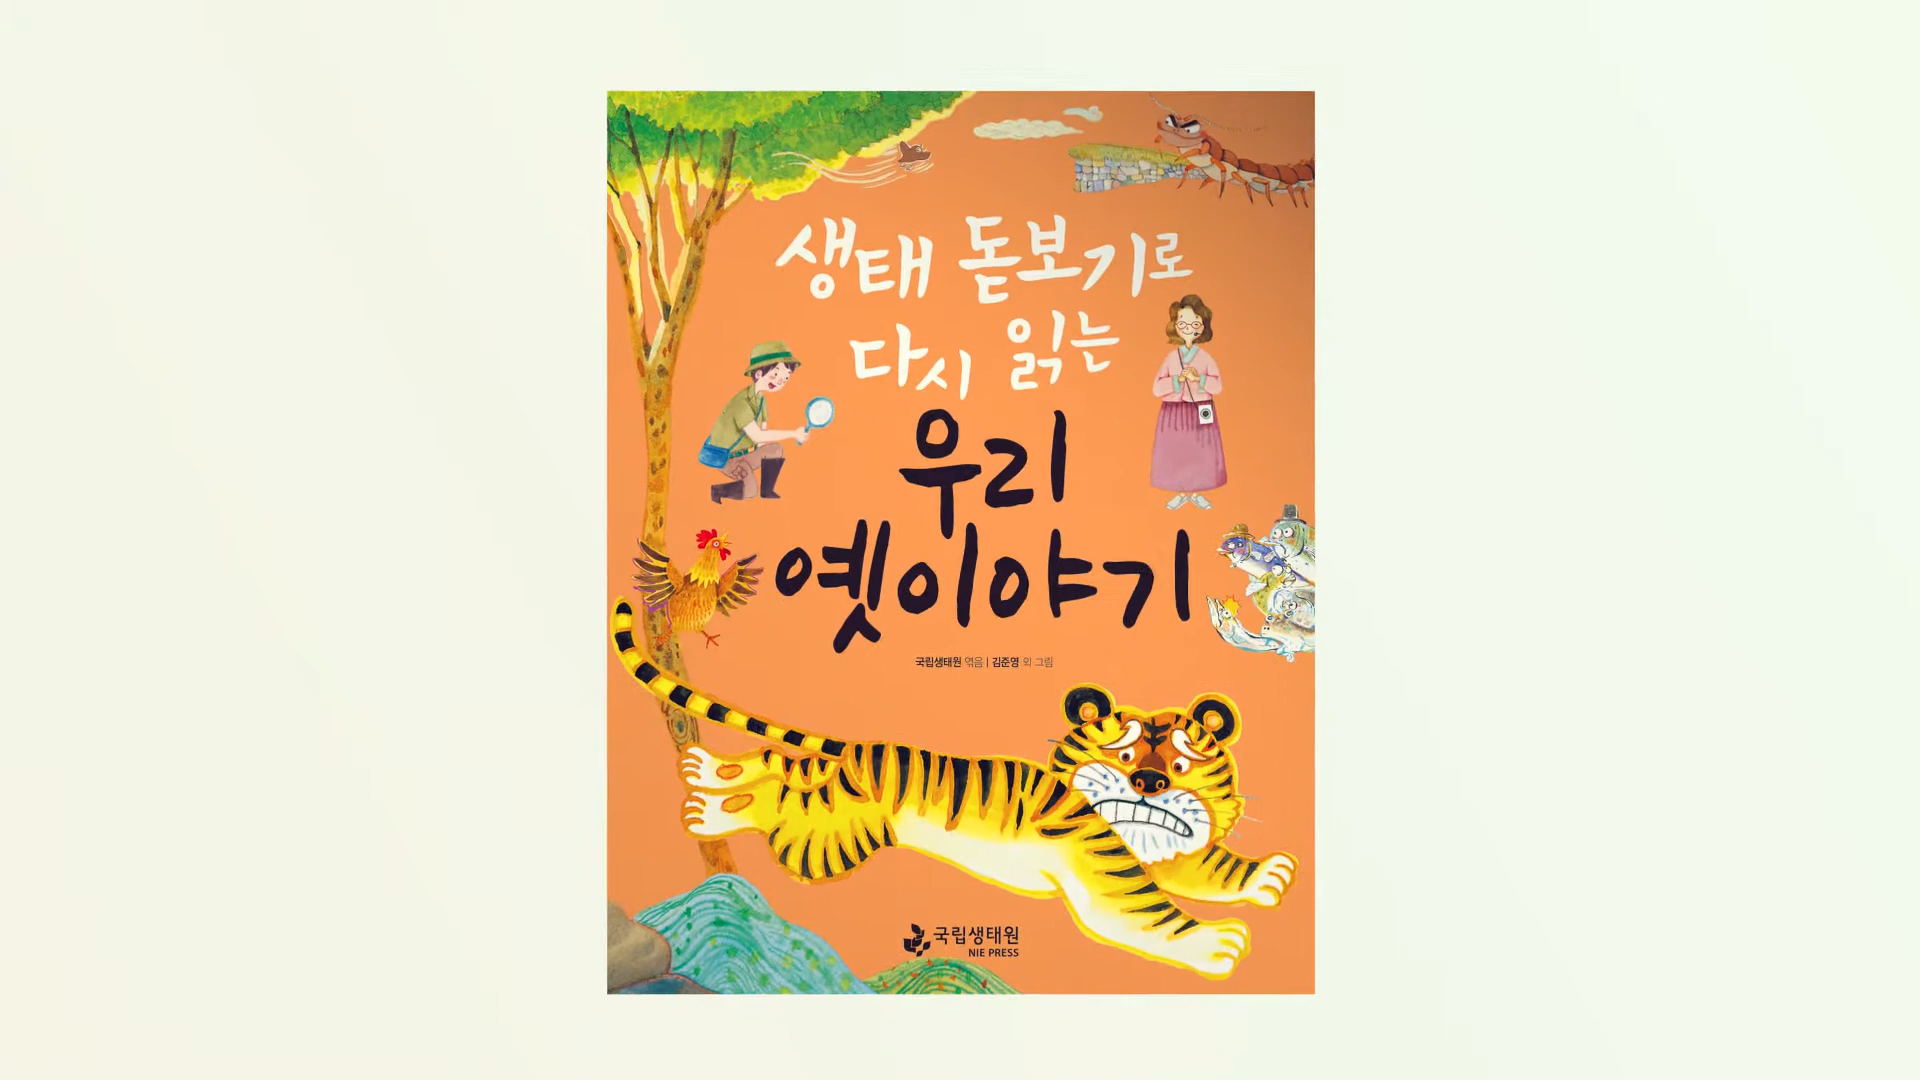 생태 돋보기로
다시 읽는
우리
옛이야기
국립생태원 엮음 | 김준영 외 그림
국립생태원
NIE PRESS